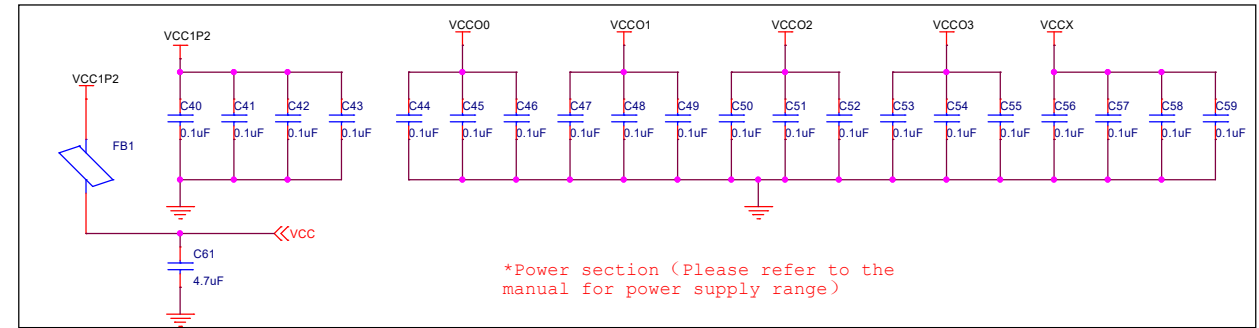 VCCO0 VCCO1 VCCO2 VCCO3 VCCX
VCC1P2
VCC1P2
C40 C41 C42 C43 C44 C45 C46 C47 C48 C49 C50 C51 C52 C53 C54 C55 C56 C57 C58 C59
0.1uF 0.1uF 0.1uF 0.1uF 0.1uF 0.1uF 0.1uF 0.1uF 0.1uF 0.1uF 0.1uF 0.1uF 0.1uF 0.1uF 0.1uF 0.1uF 0.1uF 0.1uF 0.1uF 0.1uF
FB1
VCC
C61
4.7uF
*Power section（Please refer to the
manual for power supply range）